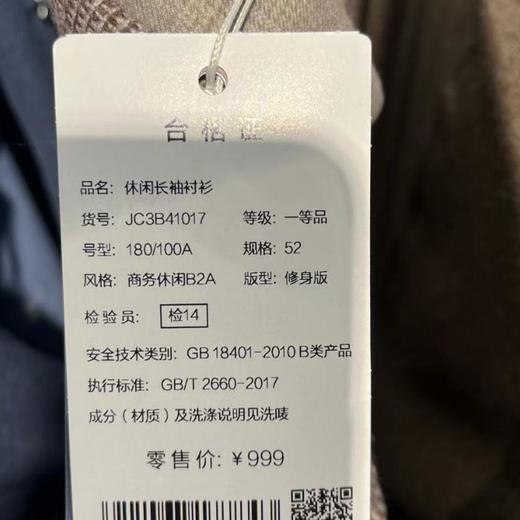 合格证
品名: 休闲长袖衬衫
货号: JC3B41017 等级: 一等品
号型: 180/100A 规格: 52
风格: 商务休闲B2A 版型: 修身版
检验员: 检14
安全技术类别: GB 18401-2010 B类产品
执行标准: GB/T 2660-2017
成分（材质）及洗涤说明见洗唛
零售价: ¥999